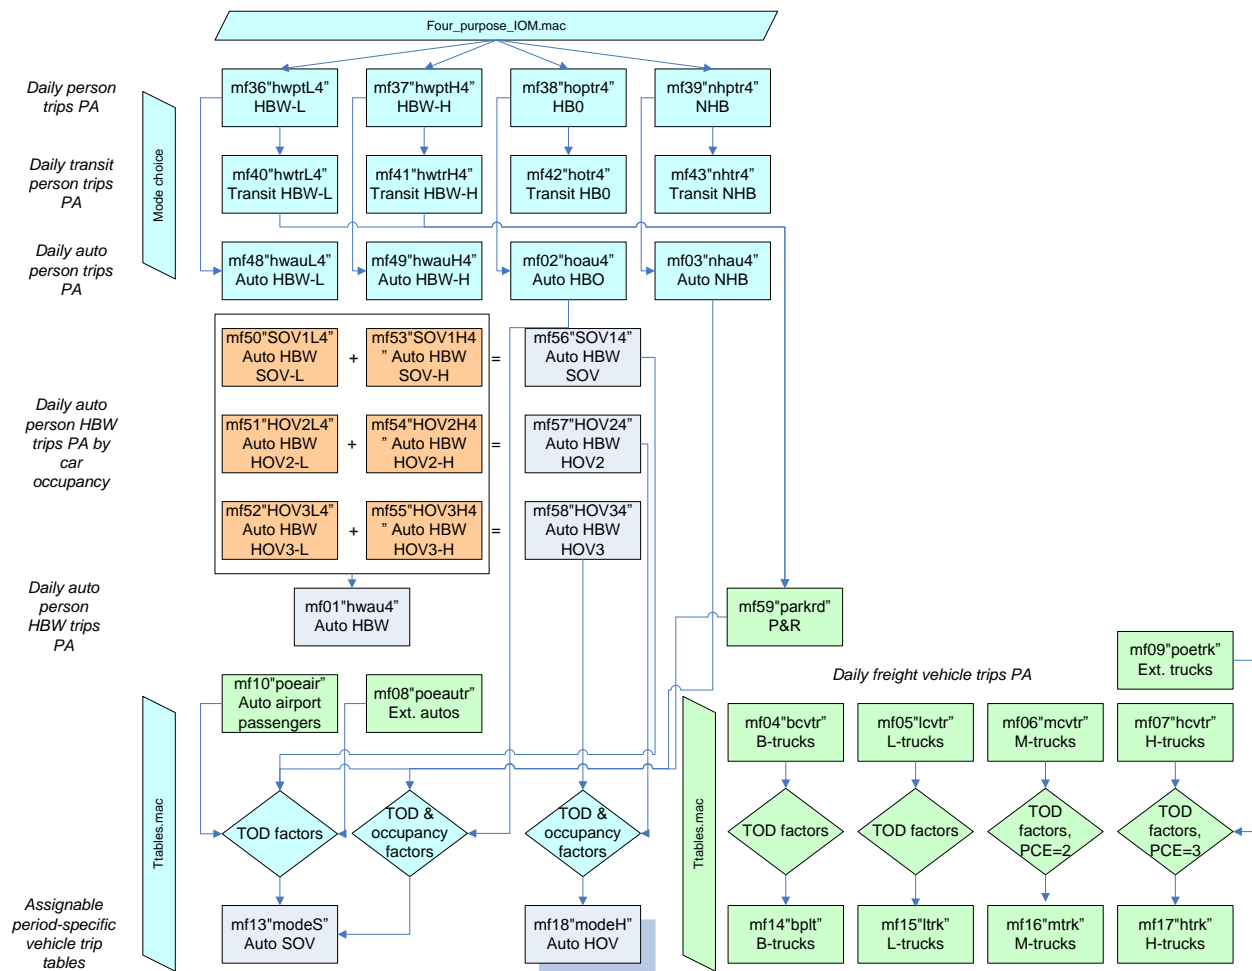 Four_purpose_IOM.mac
Daily person
trips PA
mf36"hwptL4”
HBW-L
mf37"hwptH4”
HBW-H
mf38"hoptr4”
HB0
mf39"nhptr4”
NHB
Mode choice
Daily transit
person trips
PA
mf40"hwtrL4”
Transit HBW-L
mf41"hwtrH4”
Transit HBW-H
mf42"hotr4”
Transit HB0
mf43"nhtr4”
Transit NHB
Daily auto
person trips
PA
mf48"hwauL4”
Auto HBW-L
mf49"hwauH4”
Auto HBW-H
mf02"hoau4”
Auto HBO
mf03"nhau4”
Auto NHB
Daily auto
person HBW
trips PA by
car
occupancy
mf50"SOV1L4”
Auto HBW
SOV-L
+
mf53"SOV1H4
” Auto HBW
SOV-H
=
mf56"SOV14”
Auto HBW
SOV
mf51"HOV2L4”
Auto HBW
HOV2-L
+
mf54"HOV2H4
” Auto HBW
HOV2-H
=
mf57"HOV24”
Auto HBW
HOV2
mf52"HOV3L4”
Auto HBW
HOV3-L
+
mf55"HOV3H4
” Auto HBW
HOV3-H
=
mf58"HOV34”
Auto HBW
HOV3
Daily auto
person
HBW trips
PA
mf01"hwau4”
Auto HBW
mf59"parkrd”
P&R
mf09"poetrk”
Ext. trucks
Daily freight vehicle trips PA
Ttables.mac
mf10"poeair”
Auto airport
passengers
mf08"poeautr”
Ext. autos
Ttables.mac
mf04"bcvtr”
B-trucks
mf05"lcvtr”
L-trucks
mf06"mcvtr”
M-trucks
mf07"hcvtr”
H-trucks
TOD factors
TOD &
occupancy
factors
TOD &
occupancy
factors
TOD factors
TOD factors
TOD
factors,
PCE=2
TOD
factors,
PCE=3
Assignable
period-specific
vehicle trip
tables
mf13"modeS”
Auto SOV
mf18"modeH”
Auto HOV
mf14"bplt”
B-trucks
mf15"ltrk”
L-trucks
mf16"mtrk”
M-trucks
mf17"htrk”
H-trucks